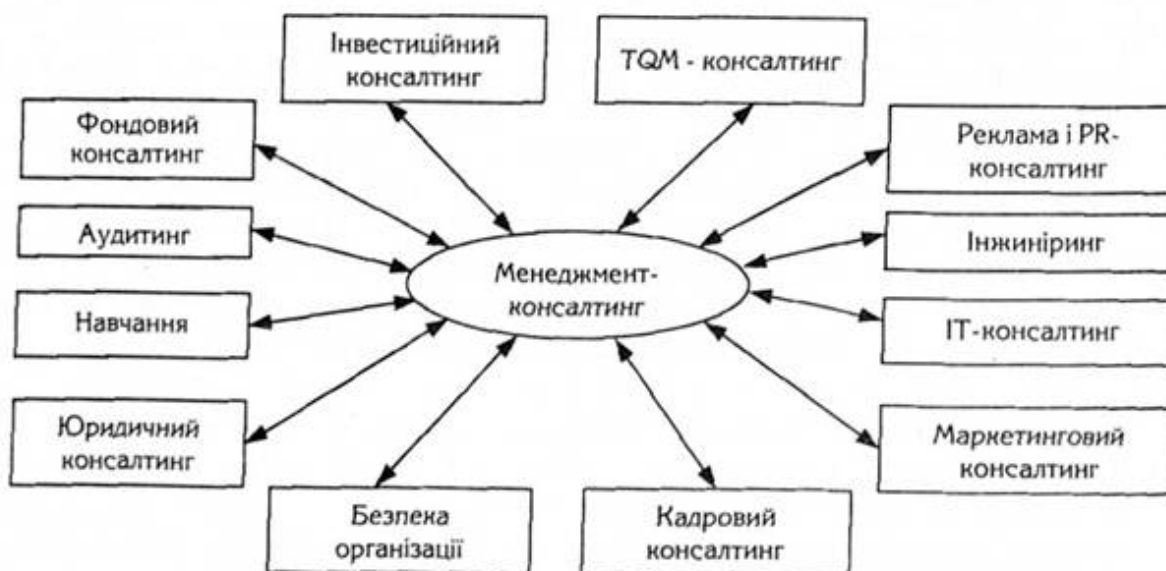 Інвестиційний
консалтинг
TQM - консалтинг
Фондовий
консалтинг
Реклама і PR-
консалтинг
Аудитинг
Інжиніринг
Менеджмент-
консалтинг
Навчання
ІТ-консалтинг
Юридичний
консалтинг
Маркетинговий
консалтинг
Безпека
організації
Кадровий
консалтинг